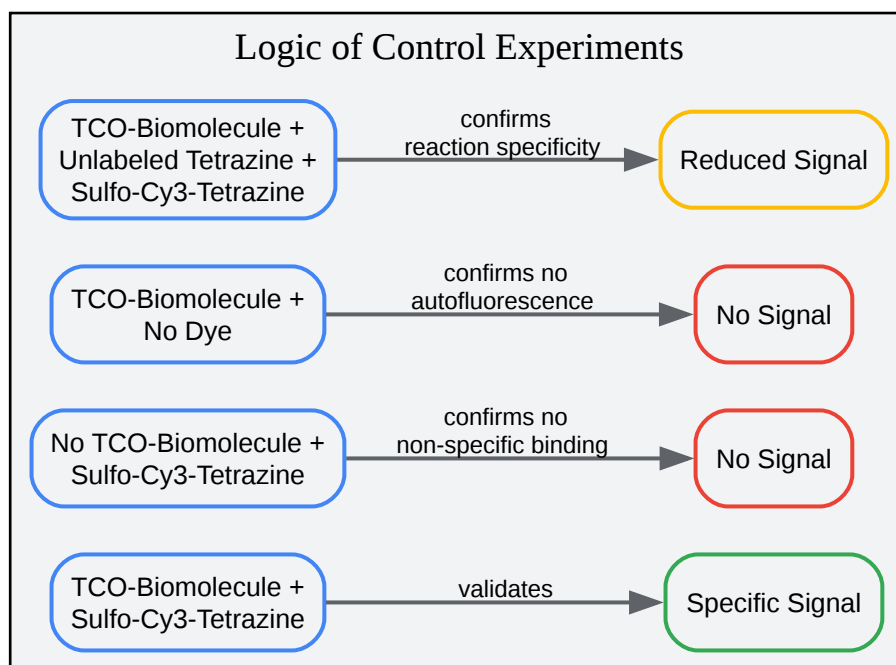 Logic of Control Experiments
TCO-Biomolecule +
Unlabeled Tetrazine +
Sulfo-Cy3-Tetrazine
confirms
reaction specificity
Reduced Signal
TCO-Biomolecule +
No Dye
confirms no
autofluorescence
No Signal
No TCO-Biomolecule +
Sulfo-Cy3-Tetrazine
confirms no
non-specific binding
No Signal
TCO-Biomolecule +
Sulfo-Cy3-Tetrazine
validates
Specific Signal